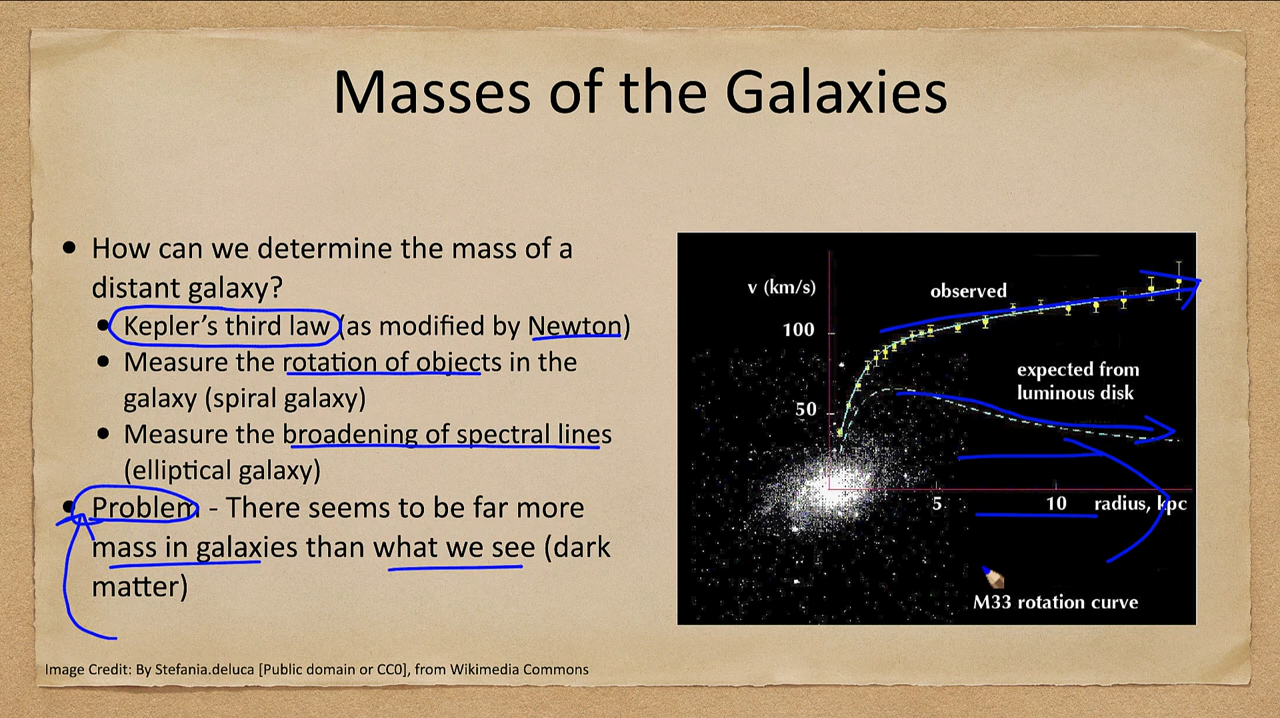 Masses of the Galaxies
• How can we determine the mass of a
distant galaxy?
• Kepler's third law (as modified by Newton)
• Measure the rotation of objects in the
galaxy (spiral galaxy)
• Measure the broadening of spectral lines
(elliptical galaxy)
• Problem - There seems to be far more
mass in galaxies than what we see (dark
matter)
v (km/s)
observed
100
expected from
luminous disk
50
5
10
radius, kpc
M33 rotation curve
Image Credit: By Stefania.deluca [Public domain or CC0], from Wikimedia Commons